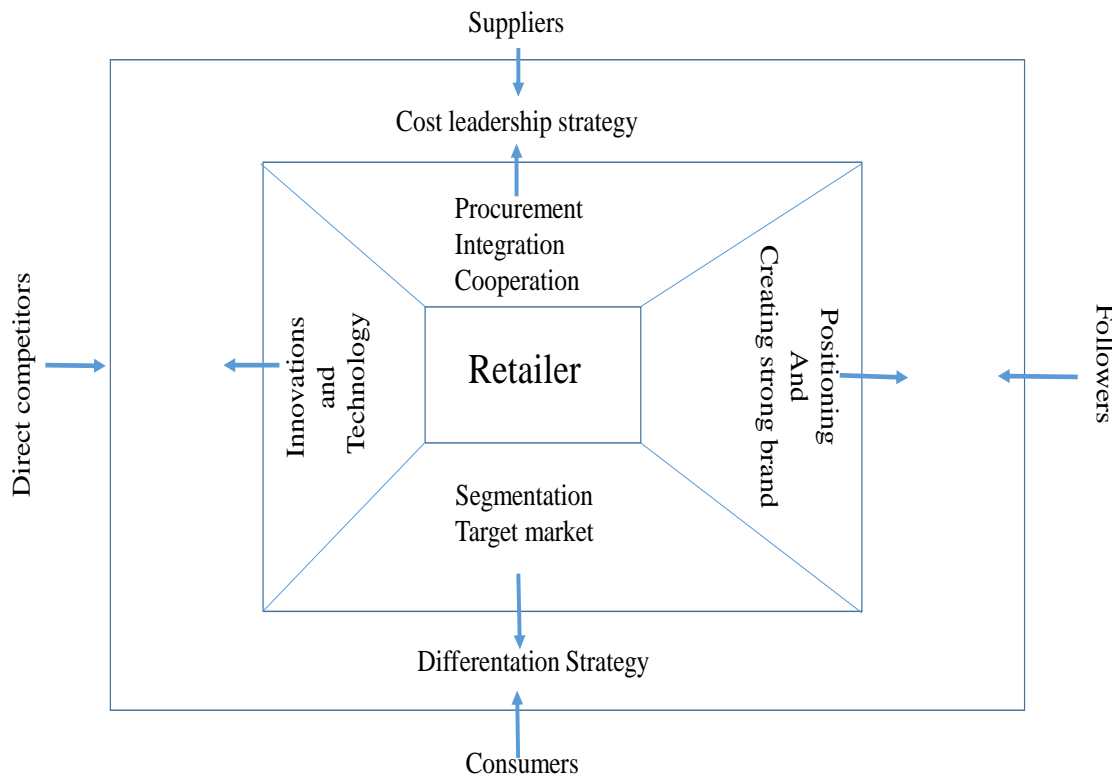 Suppliers
Cost leadership strategy
Procurement
Integration
Cooperation
Direct competitors
Innovations
and
Technology
Retailer
Positioning
And
Creating strong brand
Followers
Segmentation
Target market
Differentation Strategy
Consumers